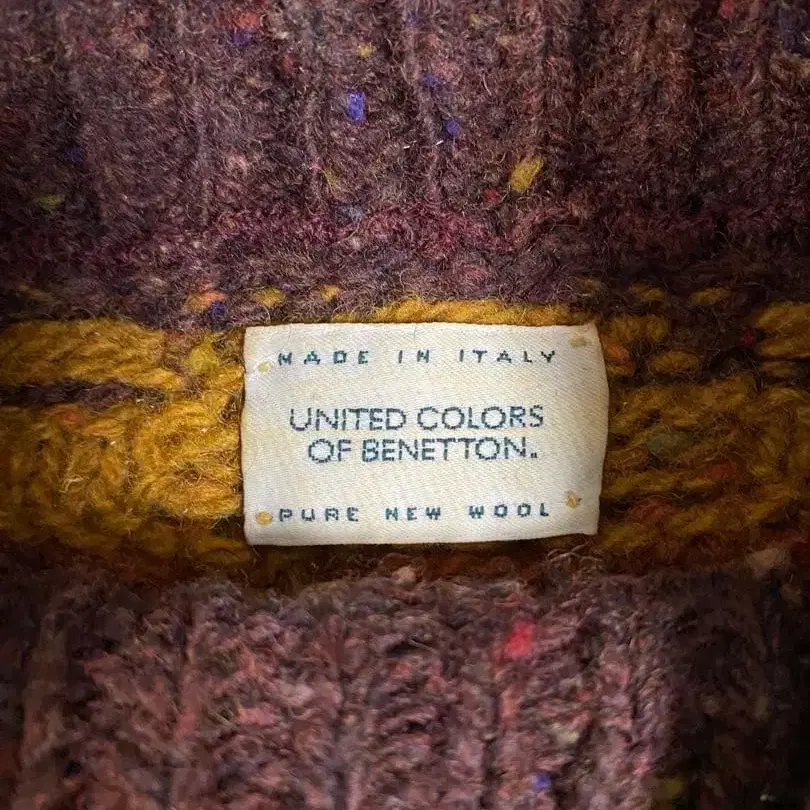 MADE IN ITALY
UNITED COLORS
OF BENETTON.
PURE NEW WOOL